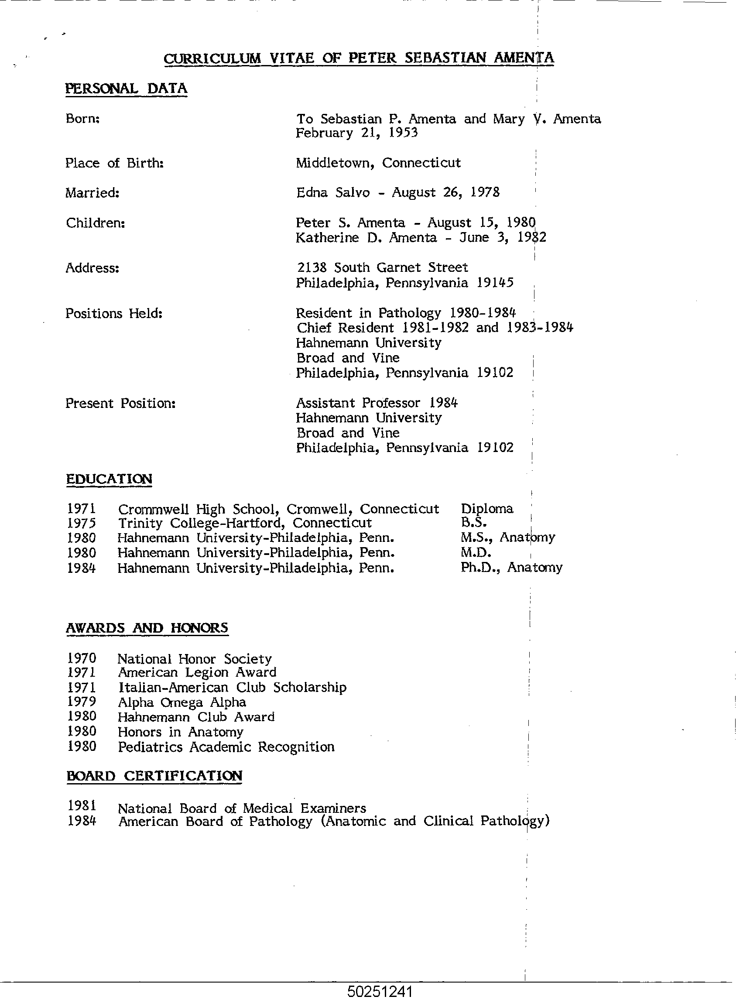 CURRICULUM VITAE OF PETER SEBASTIAN AMENTA
PERSONAL DATA
Born: To Sebastian P. Amenta and Mary V. Amenta
February 21, 1953
Place of Birth: Middletown, Connecticut
Married: Edna Salvo - August 26, 1978
Children: Peter S. Amenta - August 15, 1980
Katherine D. Amenta - June 3, 1982
Address: 2138 South Garnet Street
Philadelphia, Pennsylvania 19145
Positions Held: Resident in Pathology 1980-1984
Chief Resident 1981-1982 and 1983-1984
Hahnemann University
Broad and Vine
Philadelphia, Pennsylvania 19102
Present Position: Assistant Professor 1984
Hahnemann University
Broad and Vine
Philadelphia, Pennsylvania 19102
EDUCATION
1971 Crommwell High School, Cromwell, Connecticut Diploma
1975 Trinity College-Hartford, Connecticut B.S.
1980 Hahnemann University-Philadelphia, Penn. M.S., Anatomy
1980 Hahnemann University-Philadelphia, Penn. M.D.
1984 Hahnemann University-Philadelphia, Penn. Ph.D., Anatomy
AWARDS AND HONORS
1970 National Honor Society
1971 American Legion Award
1971 Italian-American Club Scholarship
1979 Alpha Omega Alpha
1980 Hahnemann Club Award
1980 Honors in Anatomy
1980 Pediatrics Academic Recognition
BOARD CERTIFICATION
1981 National Board of Medical Examiners
1984 American Board of Pathology (Anatomic and Clinical Pathology)
50251241